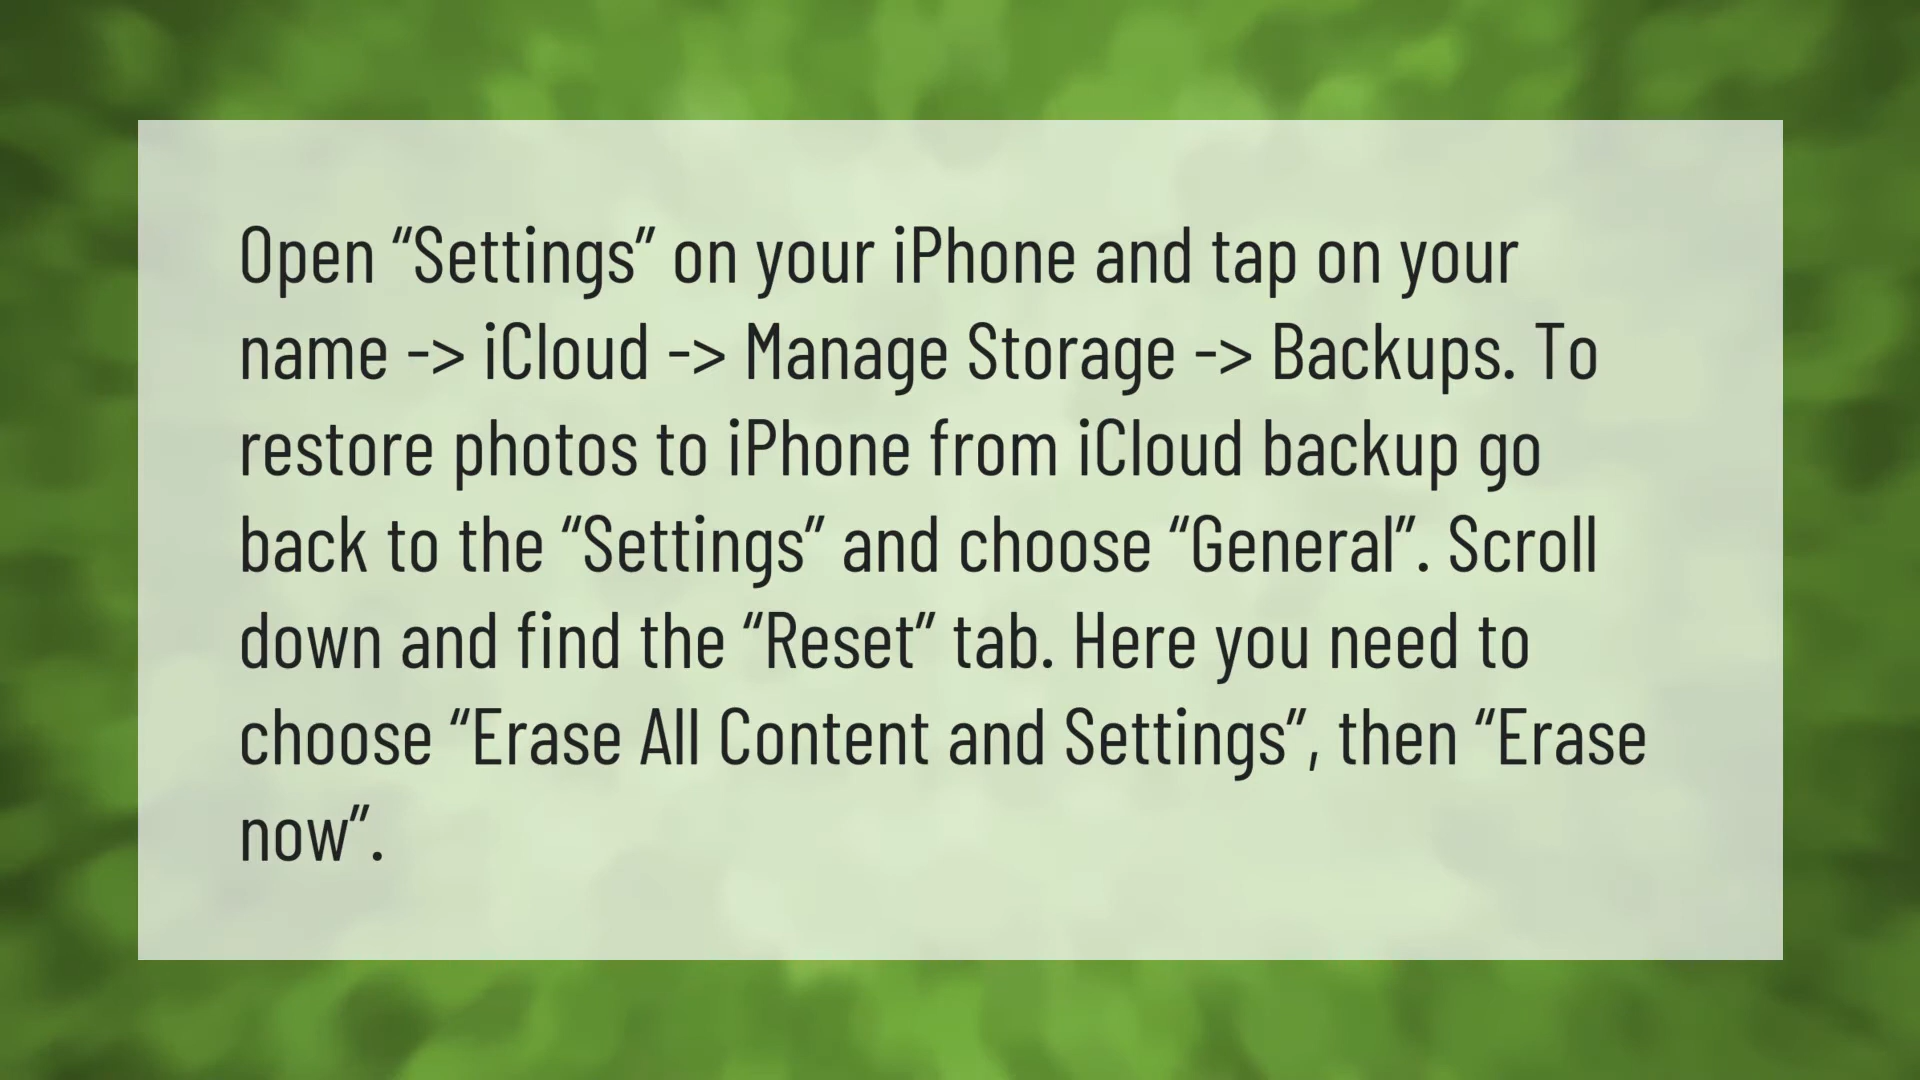 Open “Settings” on your iPhone and tap on your
name -> iCloud -> Manage Storage -> Backups. To
restore photos to iPhone from iCloud backup go
back to the “Settings” and choose “General”. Scroll
down and find the “Reset” tab. Here you need to
choose “Erase All Content and Settings”, then “Erase
now”.